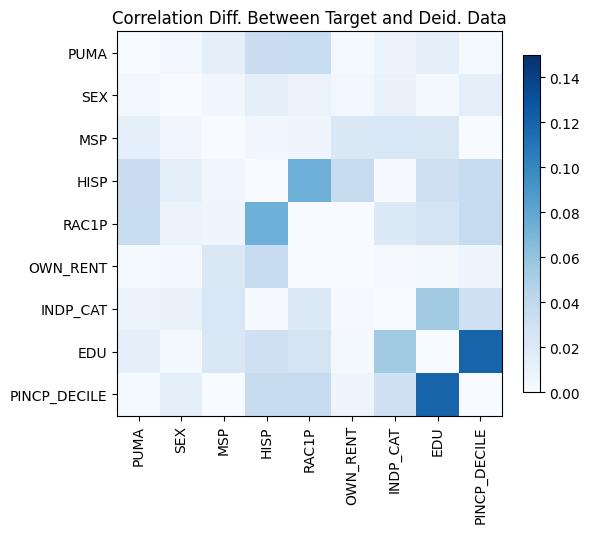 Correlation Diff. Between Target and Deid. Data
PUMA
SEX
MSP
HISP
RAC1P
OWN_RENT
INDP_CAT
EDU
PINCP_DECILE
PUMA
SEX
MSP
HISP
RAC1P
OWN_RENT
INDP_CAT
EDU
PINCP_DECILE
0.14
0.12
0.10
0.08
0.06
0.04
0.02
0.00